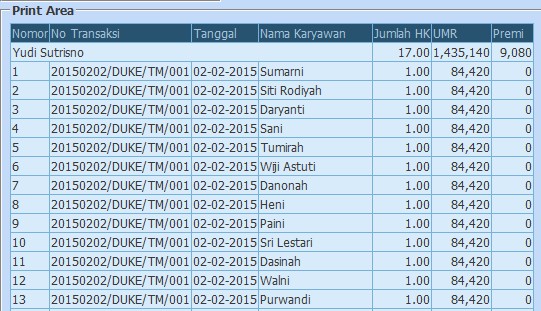 Print Area
Nomor No Transaksi Tanggal Nama Karyawan Jumlah HK UMR Premi
Yudi Sutrisno 17.00 1,435,140 9,080
1 20150202/DUKE/TM/001 02-02-2015 Sumarni 1.00 84,420 0
2 20150202/DUKE/TM/001 02-02-2015 Siti Rodiyah 1.00 84,420 0
3 20150202/DUKE/TM/001 02-02-2015 Daryanti 1.00 84,420 0
4 20150202/DUKE/TM/001 02-02-2015 Sani 1.00 84,420 0
5 20150202/DUKE/TM/001 02-02-2015 Tumirah 1.00 84,420 0
6 20150202/DUKE/TM/001 02-02-2015 Wiji Astuti 1.00 84,420 0
7 20150202/DUKE/TM/001 02-02-2015 Danonah 1.00 84,420 0
8 20150202/DUKE/TM/001 02-02-2015 Heni 1.00 84,420 0
9 20150202/DUKE/TM/001 02-02-2015 Paini 1.00 84,420 0
10 20150202/DUKE/TM/001 02-02-2015 Sri Lestari 1.00 84,420 0
11 20150202/DUKE/TM/001 02-02-2015 Dasinah 1.00 84,420 0
12 20150202/DUKE/TM/001 02-02-2015 Walni 1.00 84,420 0
13 20150202/DUKE/TM/001 02-02-2015 Purwandi 1.00 84,420 0